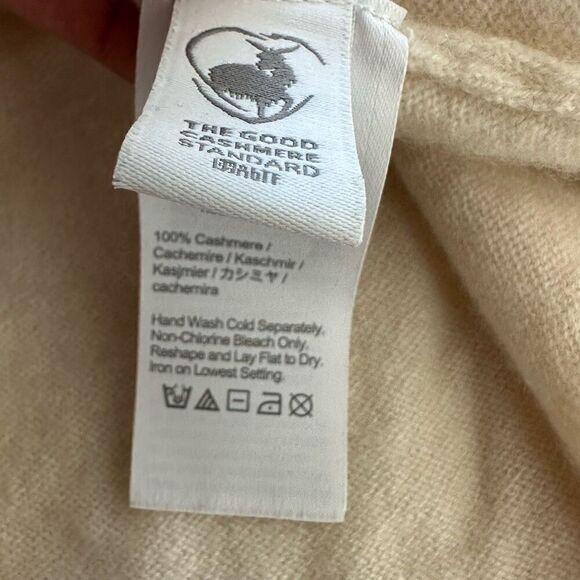 THE GOOD
CASHMERE
STANDARD
100% Cashmere /
Cachemire / Kaschmir /
Kasjmier / カシミヤ /
cachemira
Hand Wash Cold Separately.
Non-Chlorine Bleach Only.
Reshape and Lay Flat to Dry.
Iron on Lowest Setting.